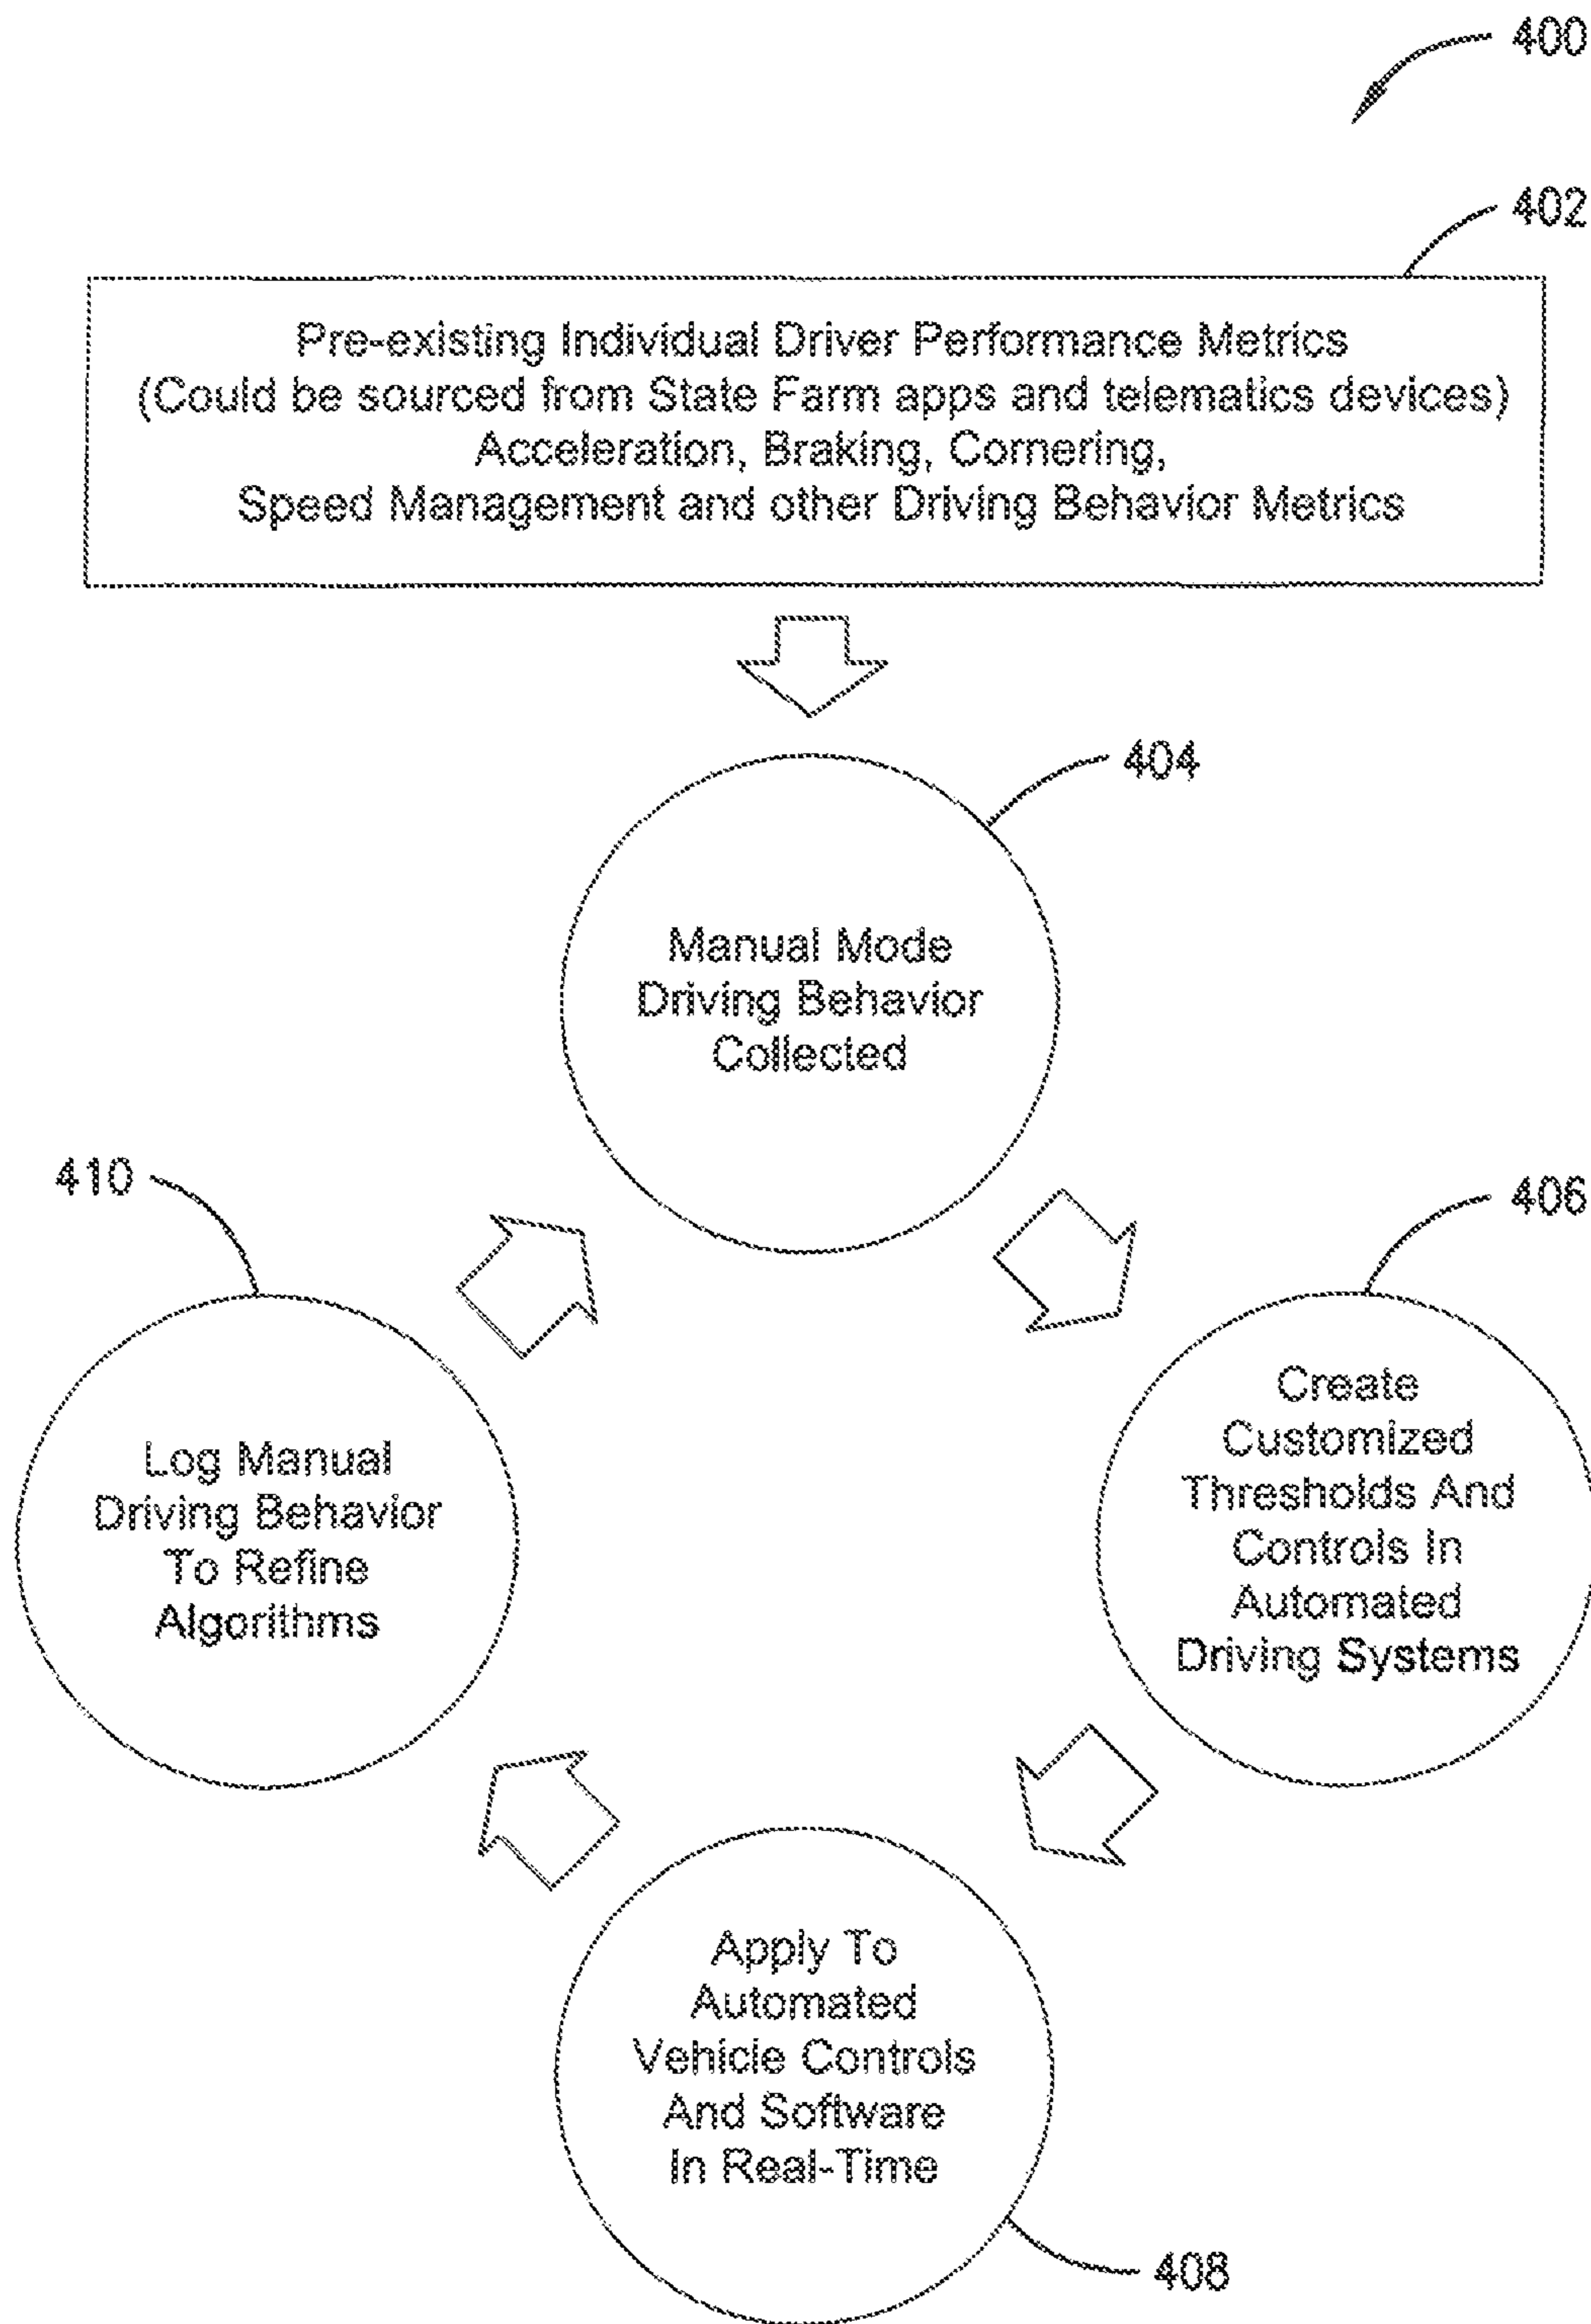 400
402
Pre-existing Individual Driver Performance Metrics
(Could be sourced from State Farm apps and telematics devices)
Acceleration, Braking, Cornering,
Speed Management and other Driving Behavior Metrics
404
Manual Mode
Driving Behavior
Collected
410
406
Log Manual
Driving Behavior
To Refine
Algorithms
Create
Customized
Thresholds And
Controls In
Automated
Driving Systems
Apply To
Automated
Vehicle Controls
And Software
In Real-Time
408